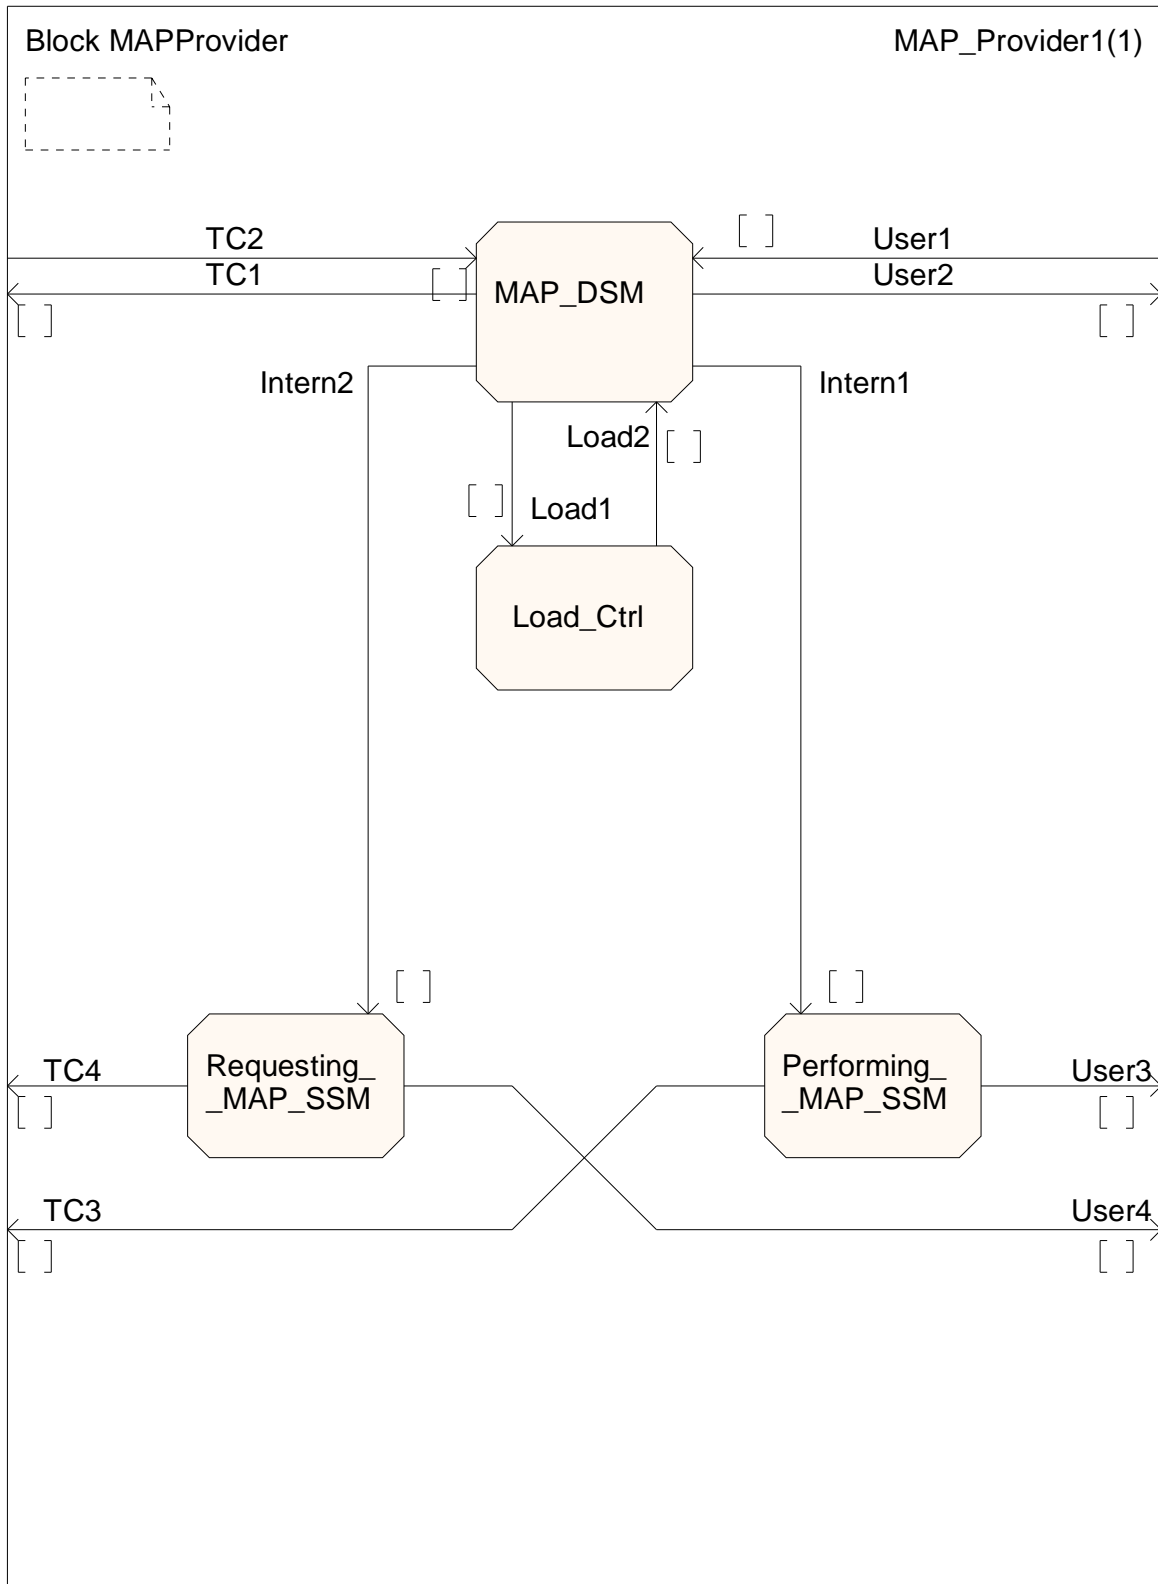 Block MAPProvider
MAP_Provider1(1)
TC2
User1
TC1
User2
MAP_DSM
Intern2
Intern1
Load2
Load1
Load_Ctrl
TC4
Requesting_
_MAP_SSM
Performing_
_MAP_SSM
User3
TC3
User4